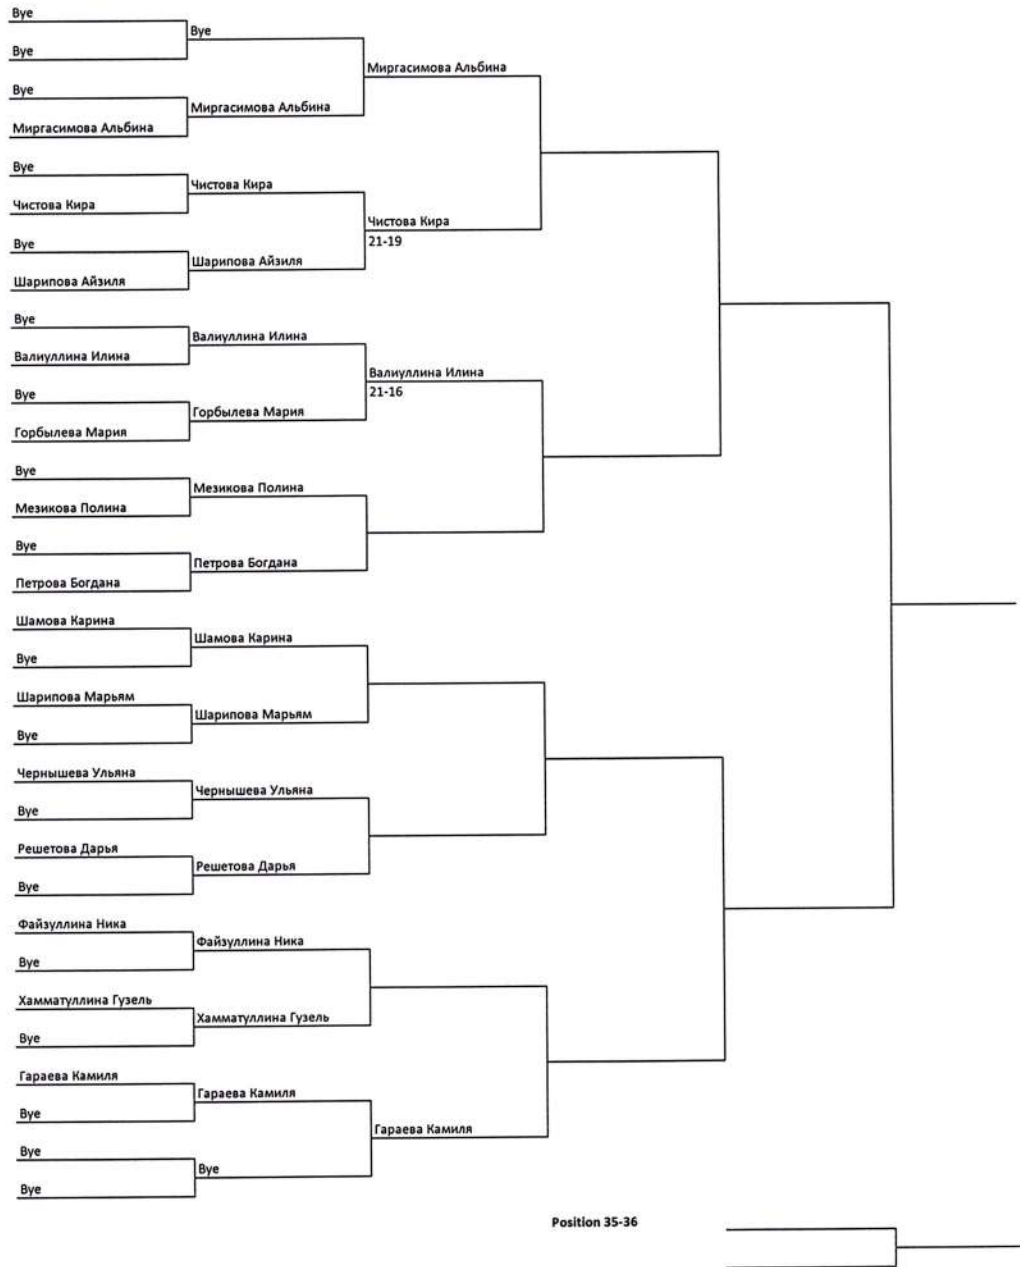 Bye
Bye
Bye
Миргасимова Альбина
Bye
Миргасимова Альбина
Миргасимова Альбина
Bye
Чистова Кира
Чистова Кира
Чистова Кира
21-19
Bye
Шарипова Айзиля
Шарипова Айзиля
Bye
Валиуллина Илина
Валиуллина Илина
Валиуллина Илина
21-16
Bye
Горбылева Мария
Горбылева Мария
Bye
Мезикова Полина
Мезикова Полина
Bye
Петрова Богдана
Петрова Богдана
Шамова Карина
Шамова Карина
Bye
Шарипова Марьям
Шарипова Марьям
Bye
Чернышева Ульяна
Чернышева Ульяна
Bye
Решетова Дарья
Решетова Дарья
Bye
Файзуллина Ника
Файзуллина Ника
Bye
Хамматуллина Гузель
Хамматуллина Гузель
Bye
Гараева Камиля
Гараева Камиля
Bye
Гараева Камиля
Bye
Bye
Bye
Position 35-36